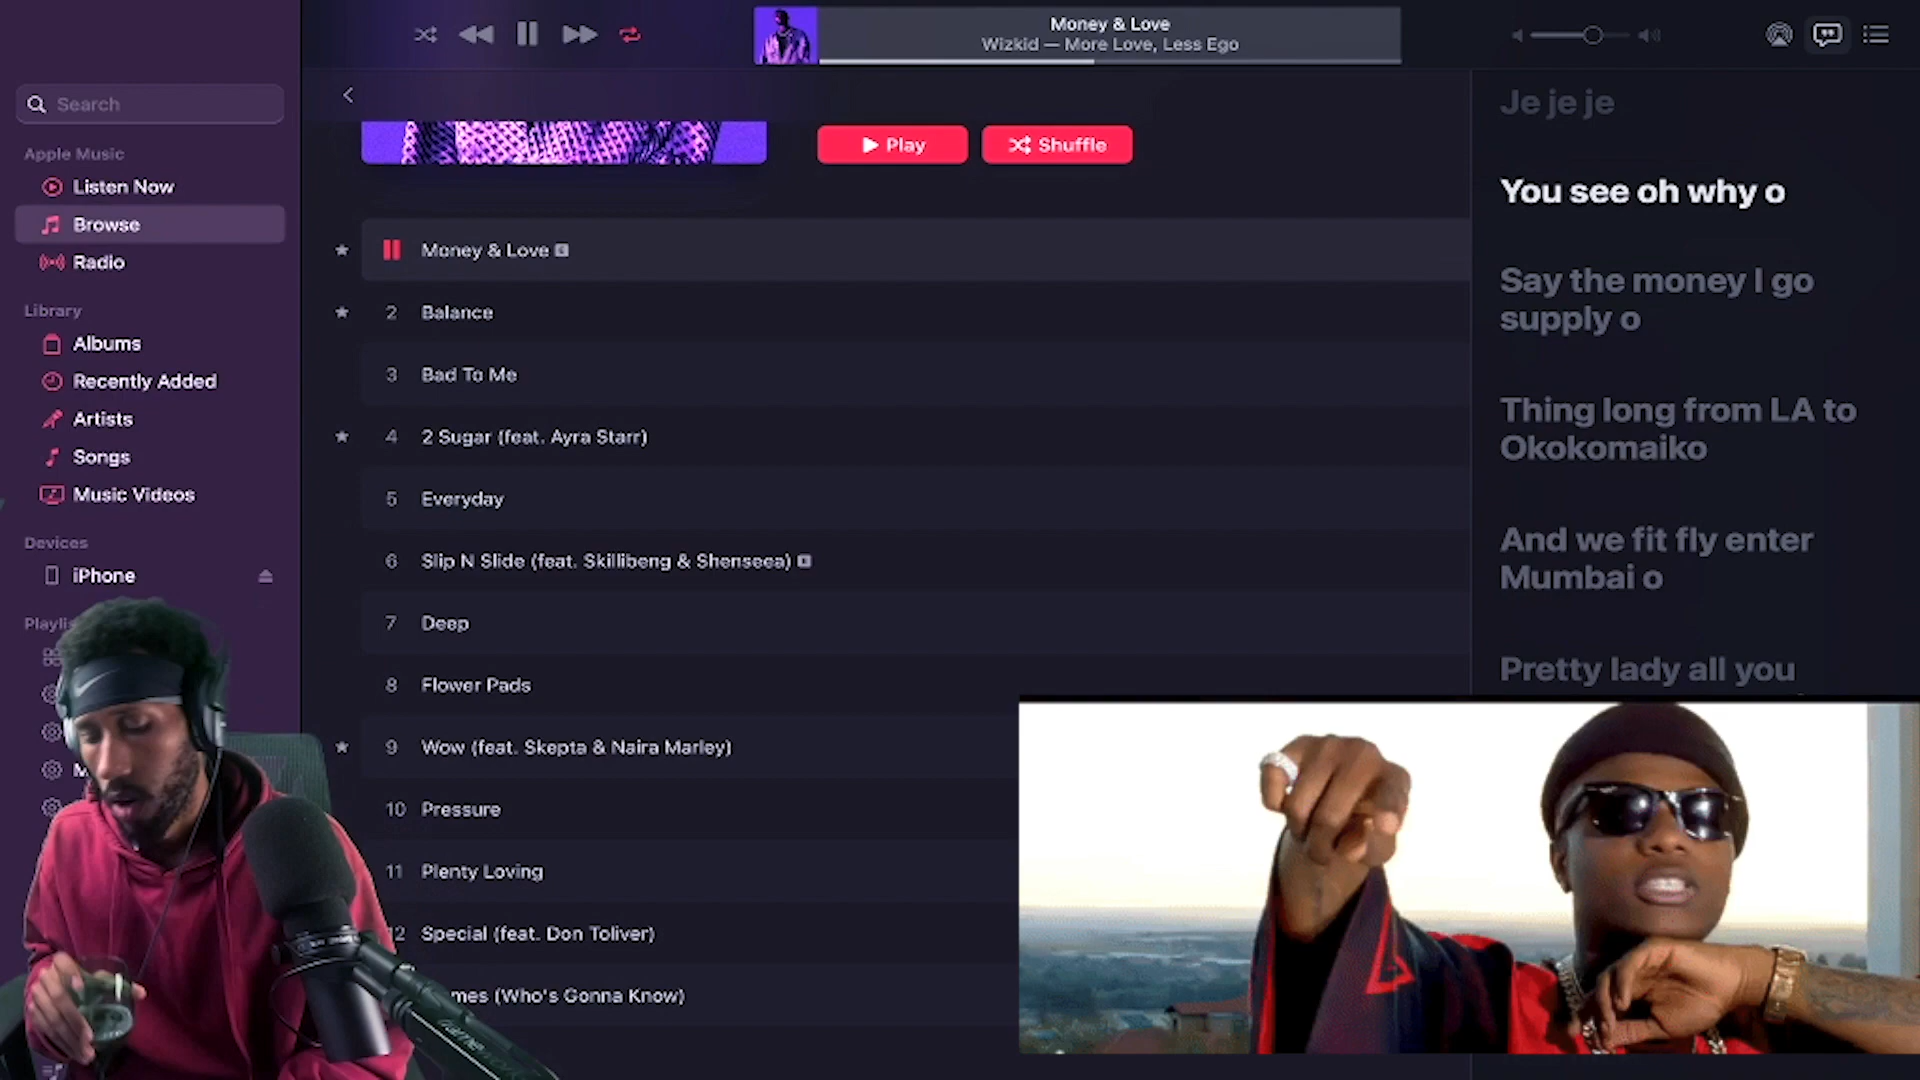 Money & Love
Wizkid — More Love, Less Ego
Search
Apple Music
Listen Now
Browse
Radio
Library
Albums
Recently Added
Artists
Songs
Music Videos
Devices
iPhone
Play
Shuffle
Money & Love
2 Balance
3 Bad To Me
4 2 Sugar (feat. Ayra Starr)
5 Everyday
6 Slip N Slide (feat. Skillibeng & Shenseea)
7 Deep
8 Flower Pads
9 Wow (feat. Skepta & Naira Marley)
10 Pressure
11 Plenty Loving
12 Special (feat. Don Toliver)
mes (Who's Gonna Know)
Je je je
You see oh why o
Say the money I go
supply o
Thing long from LA to
Okokomaiko
And we fit fly enter
Mumbai o
Pretty lady all you